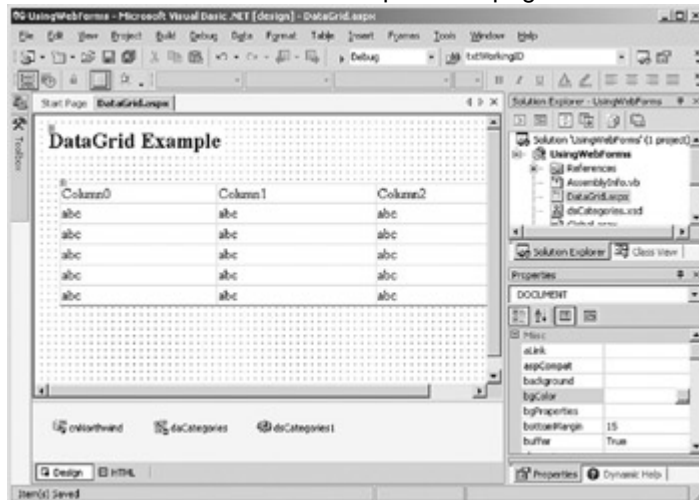 UsingWebForms - Microsoft Visual Basic .NET [design] - DataGrid.aspx
File Edit View Project Build Debug Data Format Table Insert Frames Tools Window Help
Debug txtWorkingID
B I U
Start Page DataGrid.aspx
Toolbox
DataGrid Example
Column0 Column1 Column2
abc abc abc
abc abc abc
abc abc abc
abc abc abc
abc abc abc
cnNorthwind daCategories dsCategories1
Design HTML
Item(s) Saved
Solution Explorer - UsingWebForms
Solution 'UsingWebForms' (1 project)
UsingWebForms
References
AssemblyInfo.vb
DataGrid.aspx
dsCategories.xsd
Global.asax
Solution Explorer Class View
Properties
DOCUMENT
Misc
aLink
aspCompat
background
bgColor
bgProperties
bottomMargin 15
buffer True
Properties Dynamic Help